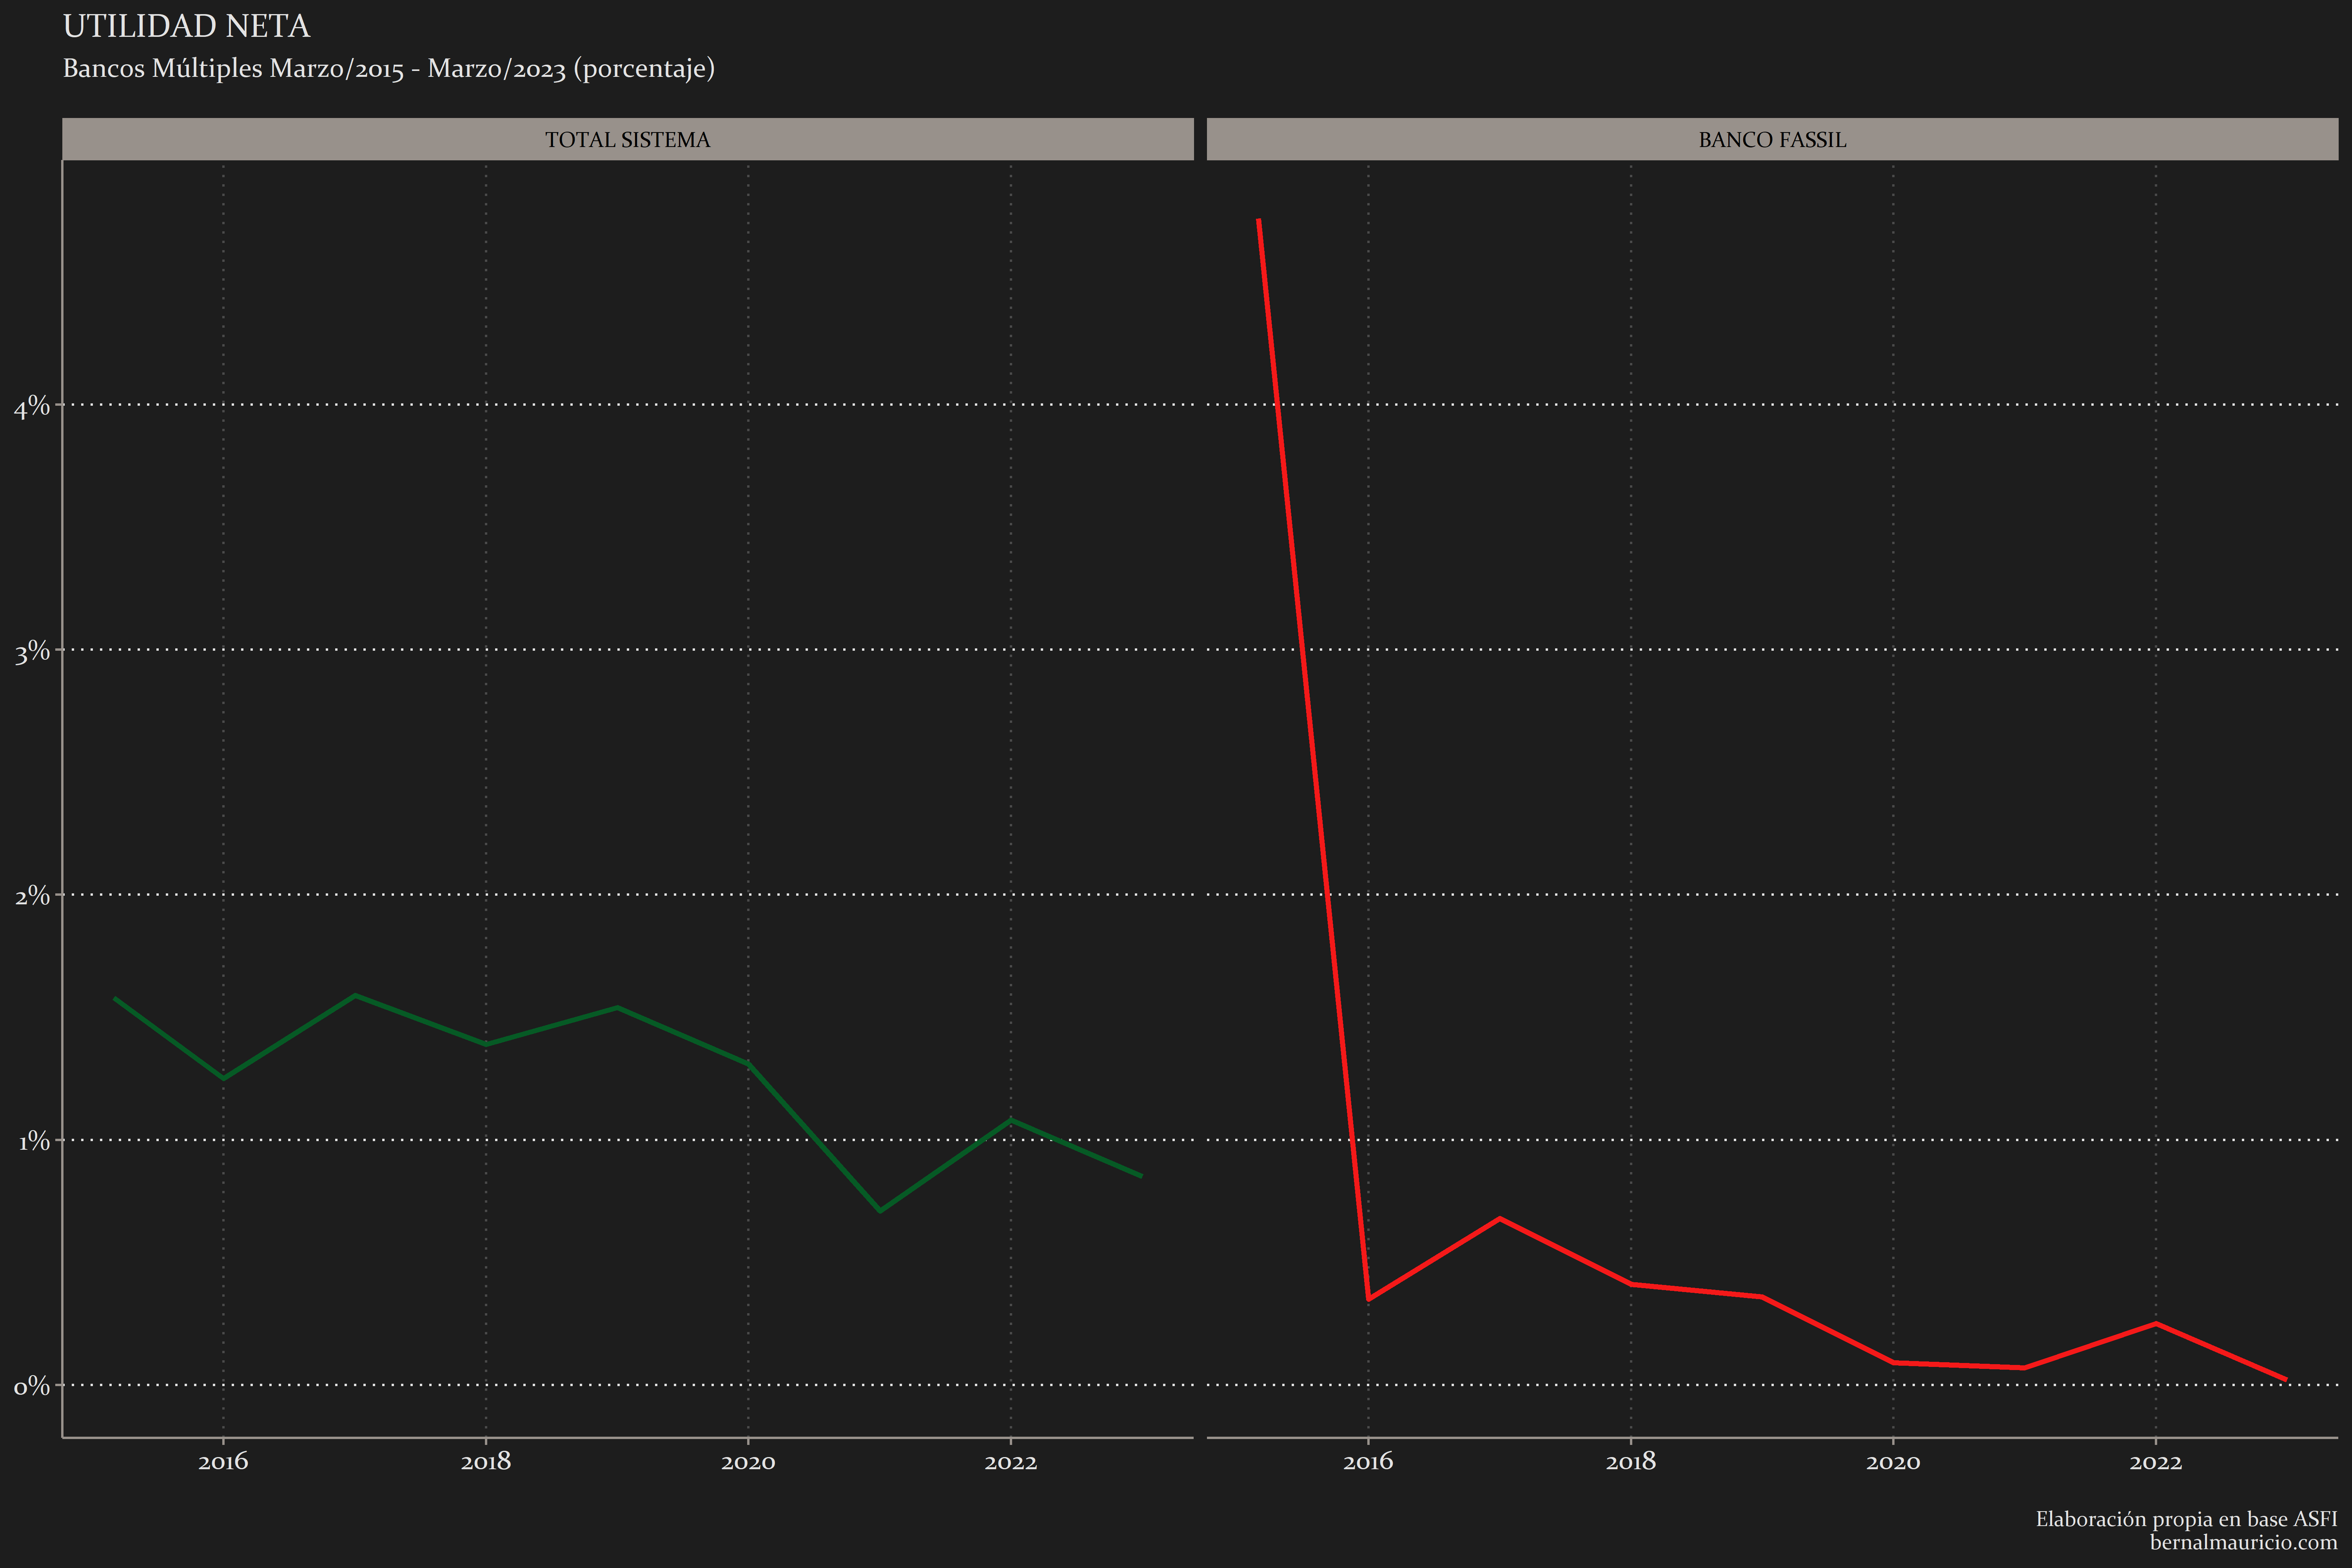 UTILIDAD NETA
Bancos Múltiples Marzo/2015 - Marzo/2023 (porcentaje)
TOTAL SISTEMA
BANCO FASSIL
4%
3%
2%
1%
0%
2016 2018 2020 2022
2016 2018 2020 2022
Elaboración propia en base ASFI
bernalmauricio.com